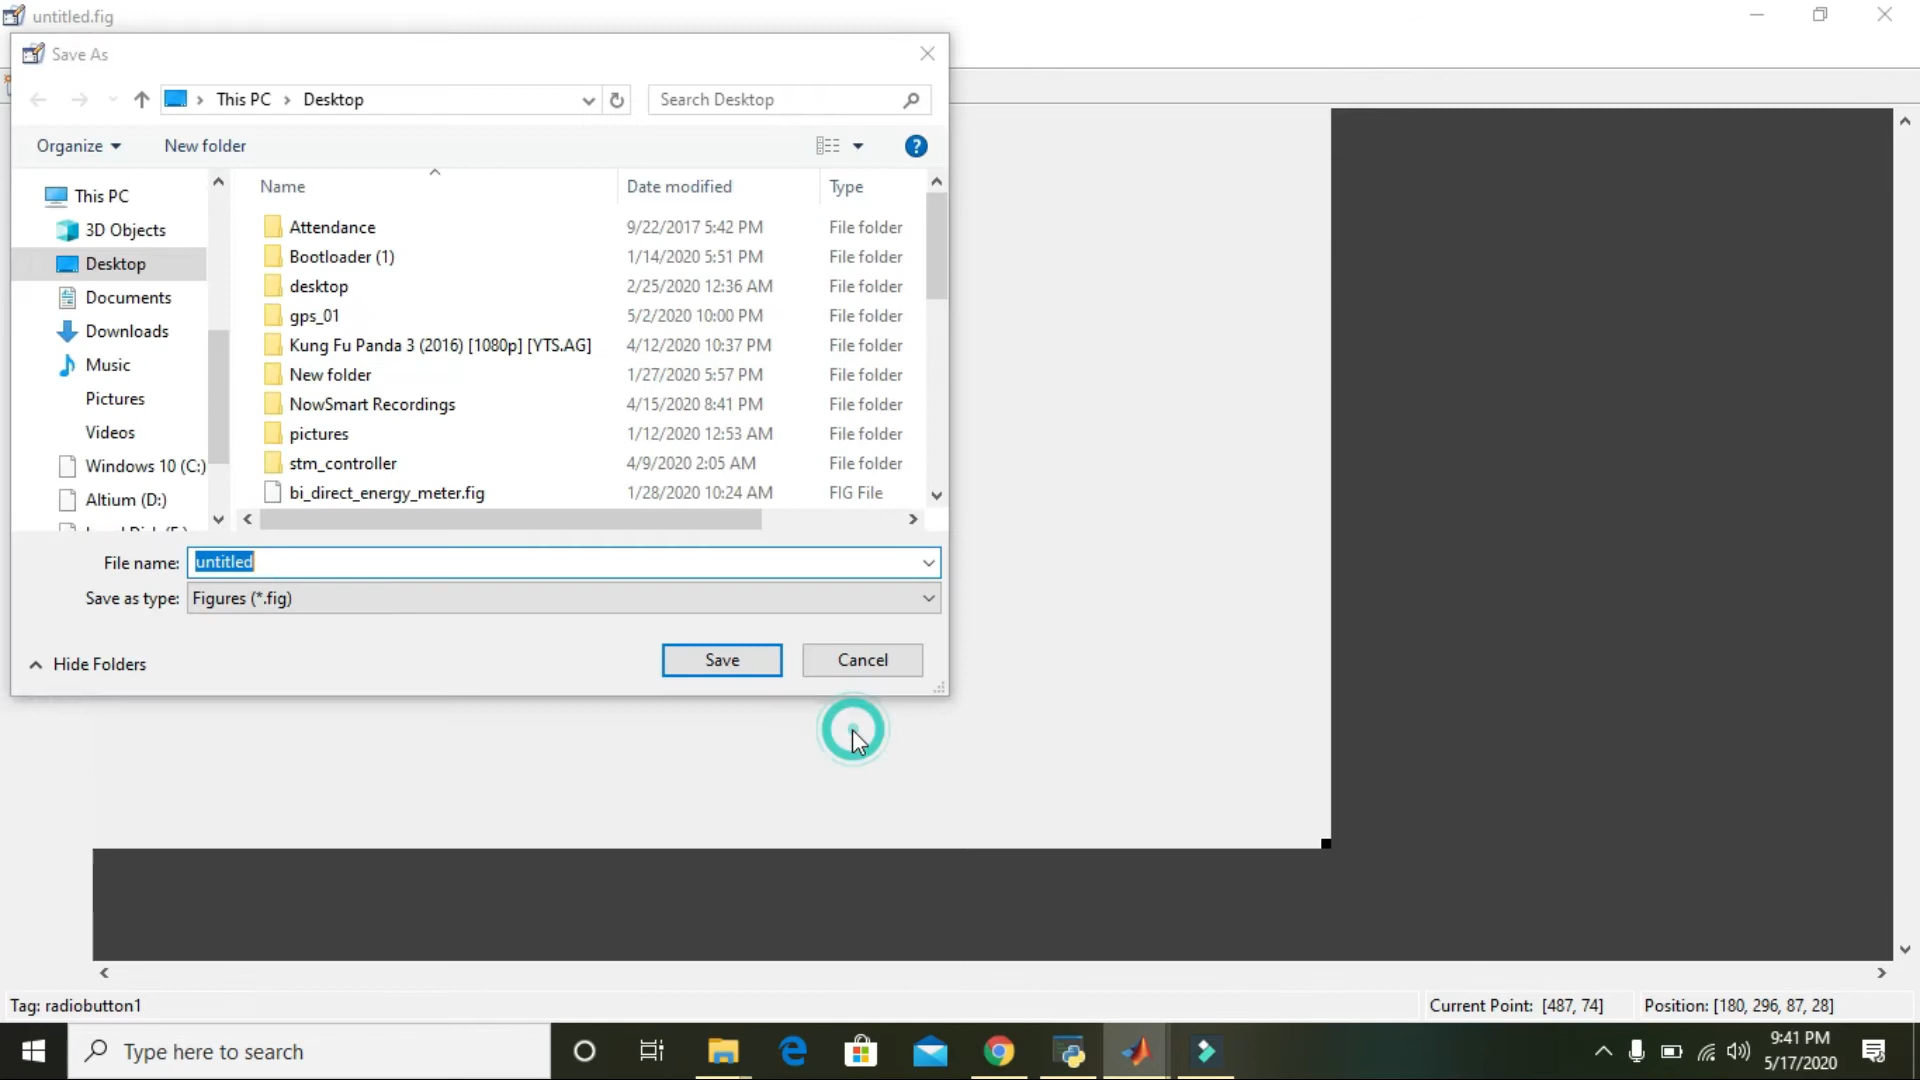 untitled.fig
Save As
This PC
Desktop
Search Desktop
Organize
New folder
?
Name
Date modified
Type
This PC
3D Objects
Desktop
Documents
Downloads
Music
Pictures
Videos
Windows 10 (C:)
Altium (D:)
Attendance 9/22/2017 5:42 PM File folder
Bootloader (1) 1/14/2020 5:51 PM File folder
desktop 2/25/2020 12:36 AM File folder
gps_01 5/2/2020 10:00 PM File folder
Kung Fu Panda 3 (2016) [1080p] [YTS.AG] 4/12/2020 10:37 PM File folder
New folder 1/27/2020 5:57 PM File folder
NowSmart Recordings 4/15/2020 8:41 PM File folder
pictures 1/12/2020 12:53 AM File folder
stm_controller 4/9/2020 2:05 AM File folder
bi_direct_energy_meter.fig 1/28/2020 10:24 AM FIG File
File name: untitled
Save as type: Figures (*.fig)
Hide Folders
Save
Cancel
Tag: radiobutton1
Current Point: [487, 74]
Position: [180, 296, 87, 28]
Type here to search
9:41 PM
5/17/2020